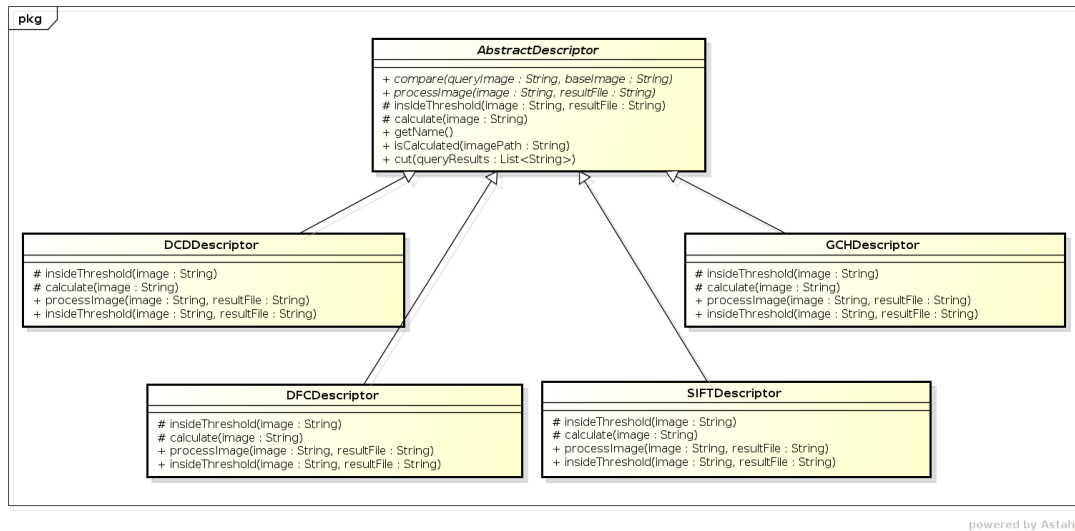 pkg
AbstractDescriptor
+ compare(queryImage : String, baseImage : String)
+ processImage(image : String, resultFile : String)
# insideThreshold(image : String, resultFile : String)
# calculate(image : String)
+ getName()
+ isCalculated(imagePath : String)
+ cut(queryResults : List<String>)
DCDDescriptor
# insideThreshold(image : String)
# calculate(image : String)
+ processImage(image : String, resultFile : String)
+ insideThreshold(image : String, resultFile : String)
GCHDescriptor
# insideThreshold(image : String)
# calculate(image : String)
+ processImage(image : String, resultFile : String)
+ insideThreshold(image : String, resultFile : String)
DFCDescriptor
# insideThreshold(image : String)
# calculate(image : String)
+ processImage(image : String, resultFile : String)
+ insideThreshold(image : String, resultFile : String)
SIFTDescriptor
# insideThreshold(image : String)
# calculate(image : String)
+ processImage(image : String, resultFile : String)
+ insideThreshold(image : String, resultFile : String)
powered by Astah